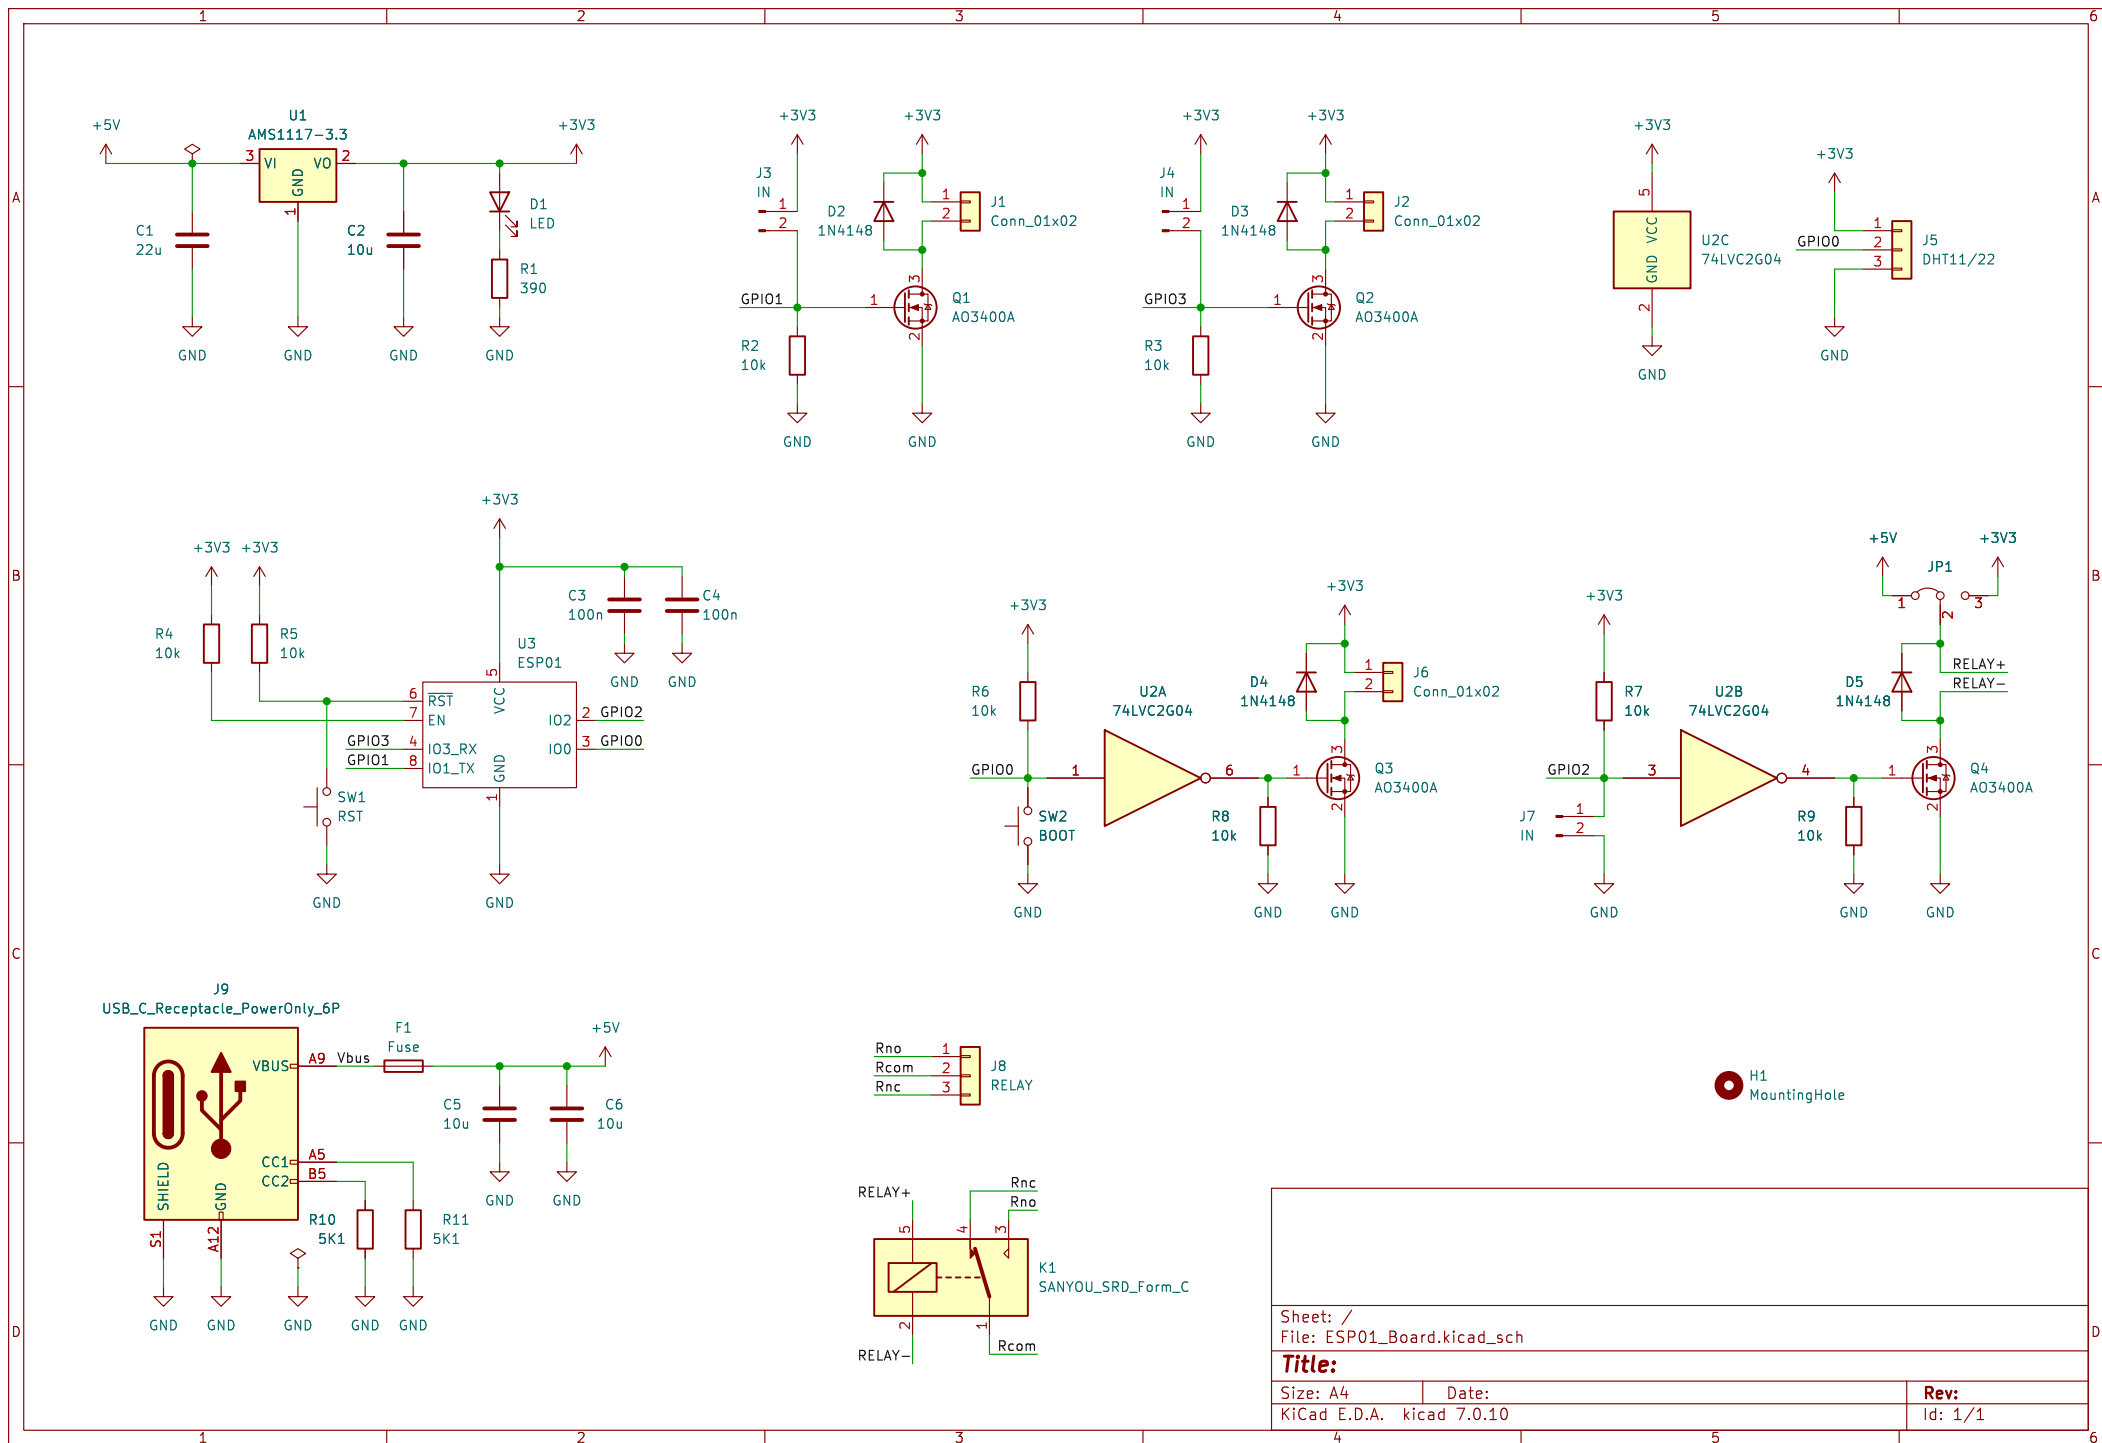 1 2 3 4 5 6
A
B
C
D
+5V
U1
AMS1117-3.3
3 VI VO 2
GND
1
+3V3
C1
22u
C2
10u
D1
LED
R1
390
GND GND GND GND
+3V3 +3V3
J3
IN
1
2
D2
1N4148
1
2
J1
Conn_01x02
GPIO1
1
3
2
Q1
AO3400A
R2
10k
GND GND
+3V3 +3V3
J4
IN
1
2
D3
1N4148
1
2
J2
Conn_01x02
GPIO3
1
3
2
Q2
AO3400A
R3
10k
GND GND
+3V3
5
GND VCC
2
U2C
74LVC2G04
GND
+3V3
GPIO0
1
2
3
J5
DHT11/22
GND
+3V3
+3V3 +3V3
R4
10k
R5
10k
C3
100n
C4
100n
GND GND
U3
ESP01
5
VCC
6 RST
7 EN
4 IO3_RX
8 IO1_TX
IO2 2 GPIO2
IO0 3 GPIO0
GPIO3
GPIO1
GND
1
SW1
RST
GND GND
+3V3
R6
10k
GPIO0
SW2
BOOT
GND
1
U2A
74LVC2G04
6
R8
10k
GND
+3V3
D4
1N4148
1
2
J6
Conn_01x02
1
3
2
Q3
AO3400A
GND
+3V3
R7
10k
GPIO2
J7
IN
1
2
GND
3
U2B
74LVC2G04
4
R9
10k
GND
+5V +3V3
JP1
1 2 3
RELAY+
RELAY-
D5
1N4148
1
3
2
Q4
AO3400A
GND
J9
USB_C_Receptacle_PowerOnly_6P
VBUS A9 Vbus
F1
Fuse
+5V
C5
10u
C6
10u
GND GND
CC1 A5
CC2 B5
SHIELD
GND
S1
A12
R10
5K1
R11
5K1
GND GND GND GND GND
Rno 1
Rcom 2
Rnc 3
J8
RELAY
RELAY+
Rnc
Rno
5 4 3
K1
SANYOU_SRD_Form_C
2 1
RELAY-
Rcom
H1
MountingHole
Sheet: /
File: ESP01_Board.kicad_sch
Title:
Size: A4 Date: Rev:
KiCad E.D.A. kicad 7.0.10 Id: 1/1
A
B
C
D
1 2 3 4 5 6